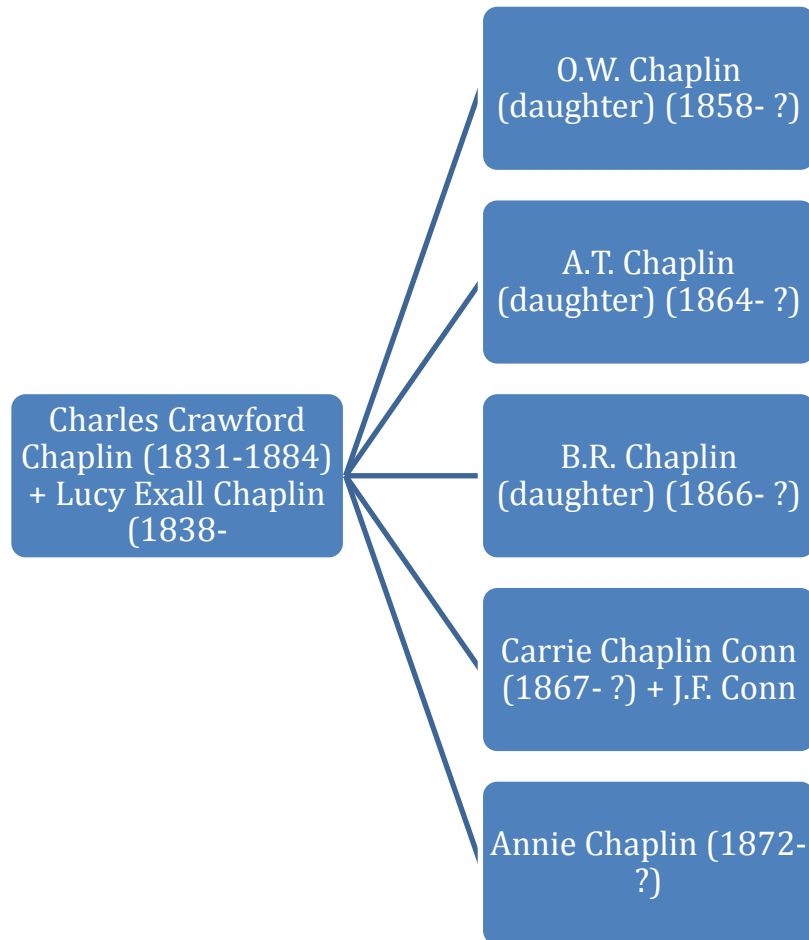 O.W. Chaplin
(daughter) (1858- ?)
A.T. Chaplin
(daughter) (1864- ?)
Charles Crawford
Chaplin (1831-1884)
+ Lucy Exall Chaplin
(1838-
B.R. Chaplin
(daughter) (1866- ?)
Carrie Chaplin Conn
(1867- ?) + J.F. Conn
Annie Chaplin (1872-
?)